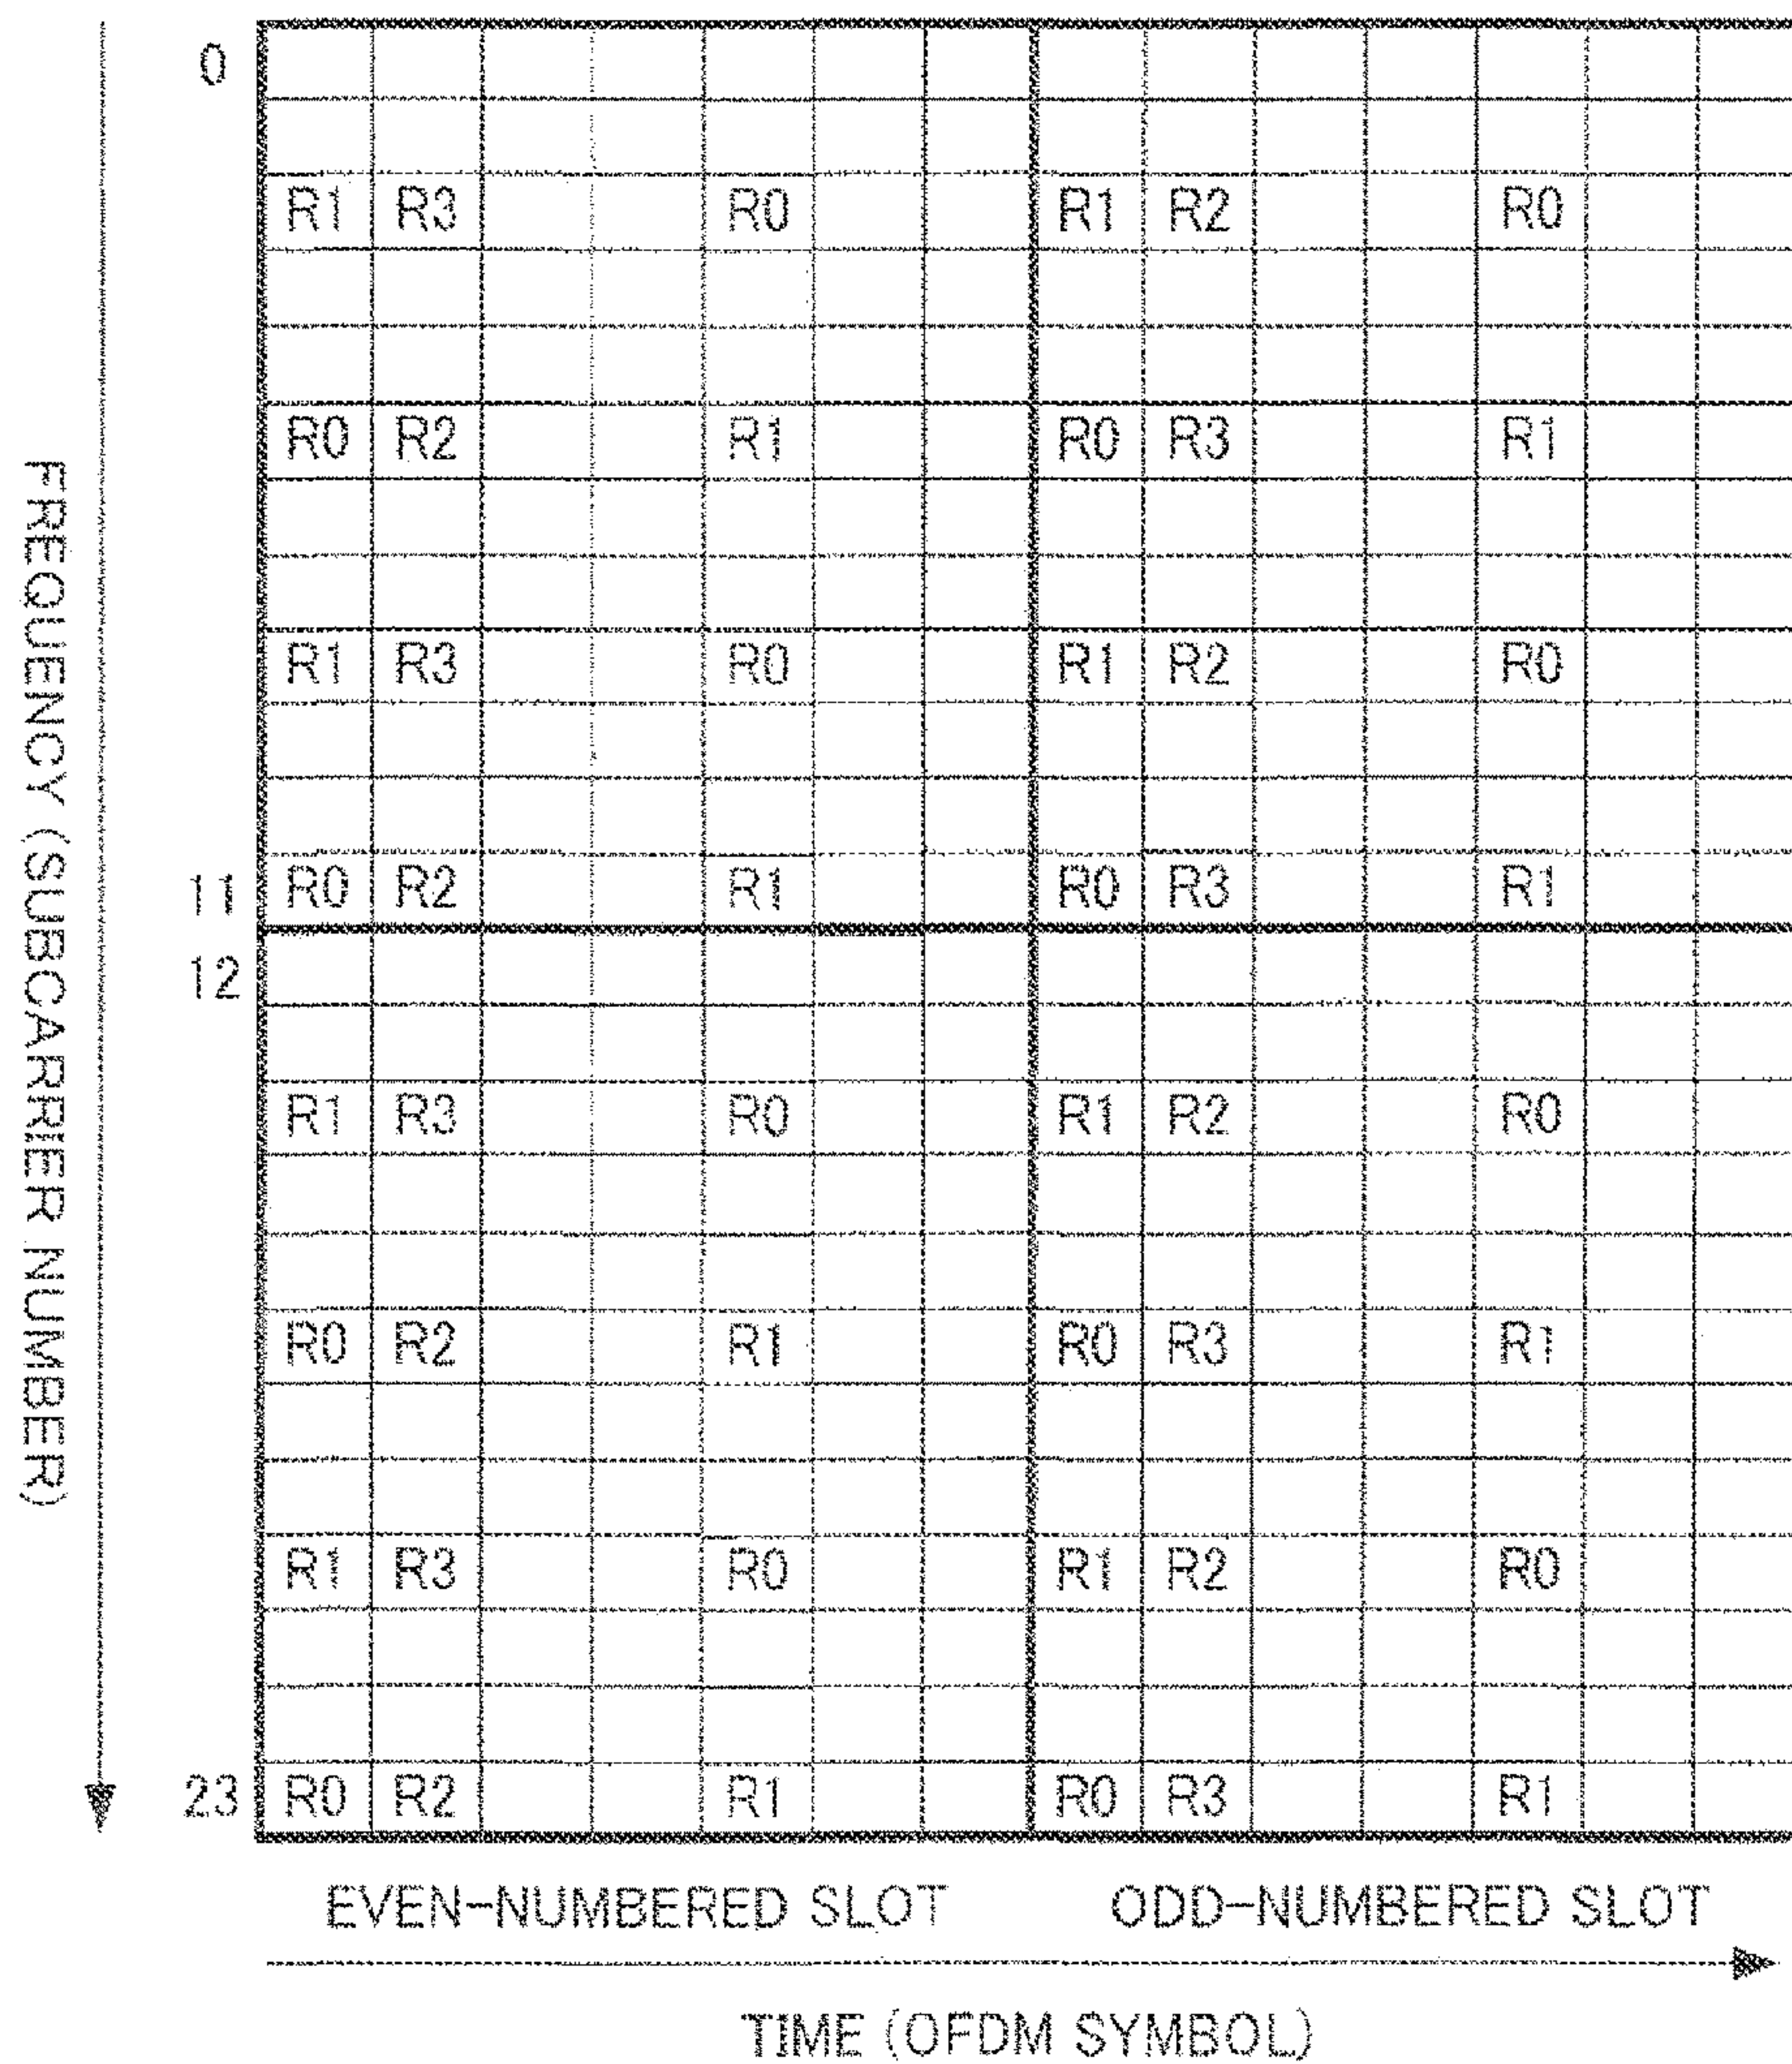 0
R1 R3 R0 R1 R2 R0
R0 R2 R1 R0 R3 R1
R1 R3 R0 R1 R2 R0
11 R0 R2 R1 R0 R3 R1
12
R1 R3 R0 R1 R2 R0
R0 R2 R1 R0 R3 R1
R1 R3 R0 R1 R2 R0
23 R0 R2 R1 R0 R3 R1
FREQUENCY (SUBCARRIER NUMBER)
EVEN-NUMBERED SLOT ODD-NUMBERED SLOT
TIME (OFDM SYMBOL)